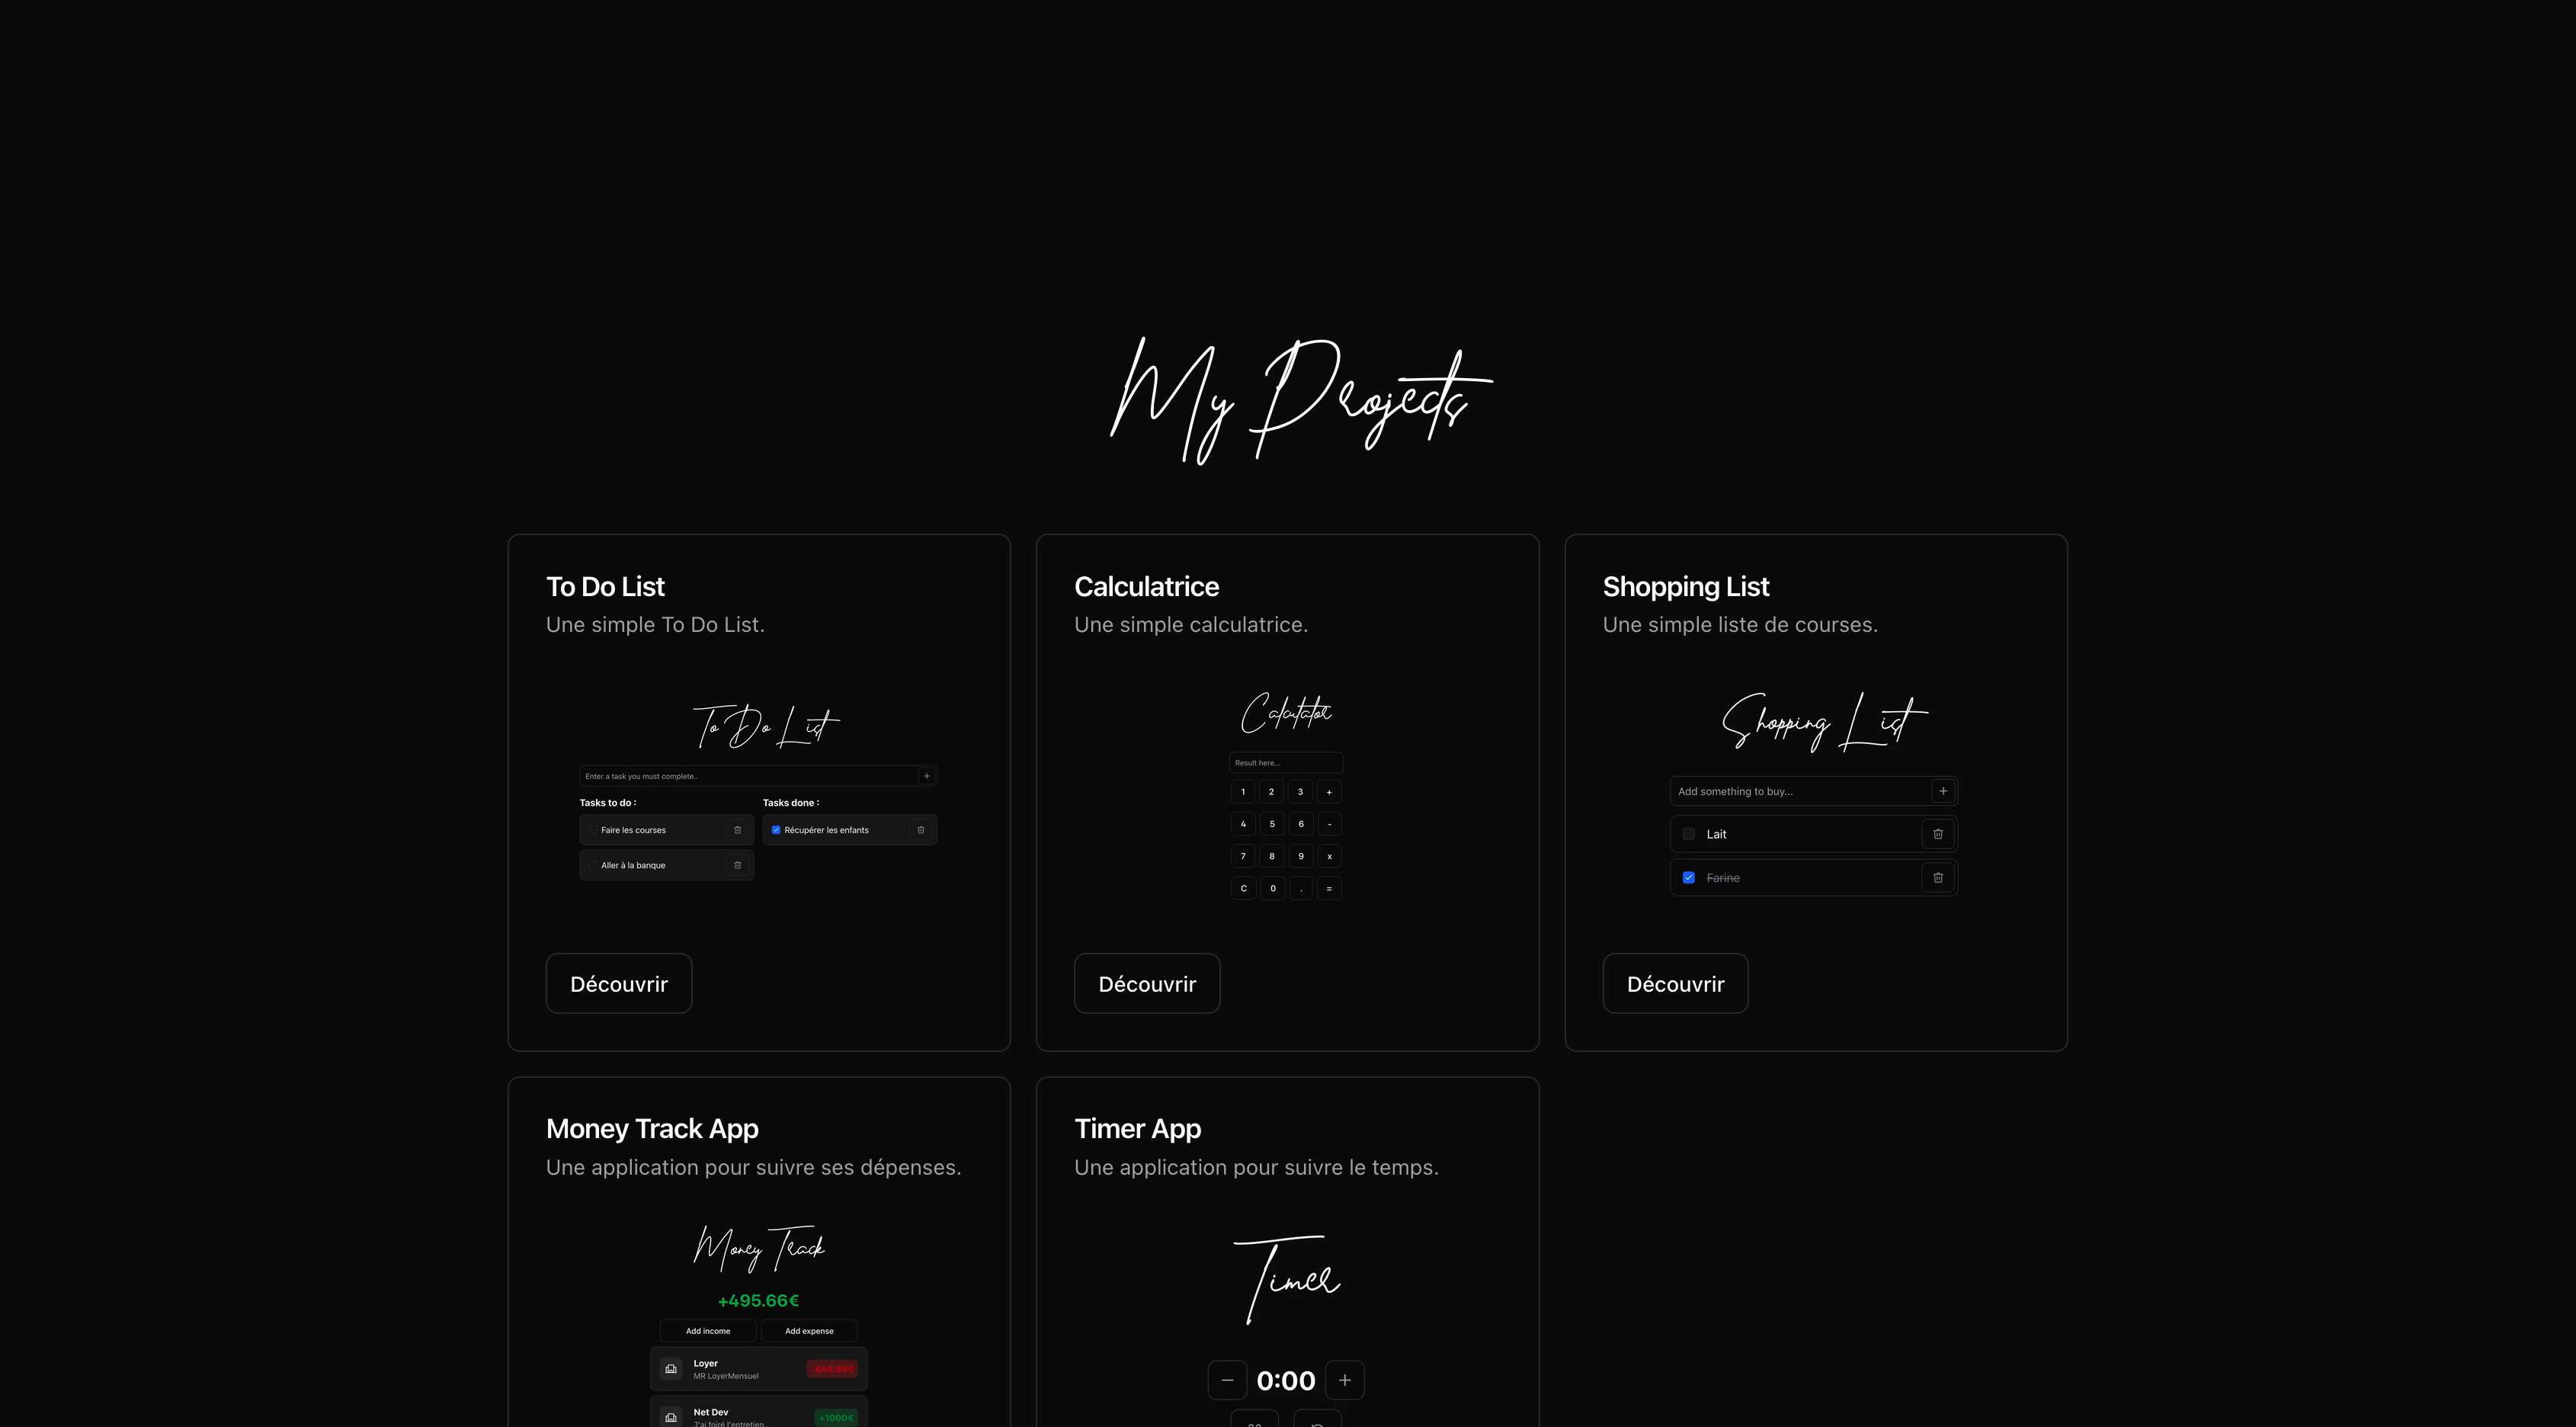 My Projects
To Do List
Une simple To Do List.
To Do List
Enter a task you must complete..
+
Tasks to do :
Tasks done :
Faire les courses
Récupérer les enfants
Aller à la banque
Découvrir
Calculatrice
Une simple calculatrice.
Calculator
Result here...
1 2 3 +
4 5 6 -
7 8 9 x
C 0 . =
Découvrir
Shopping List
Une simple liste de courses.
Shopping List
Add something to buy...
+
Lait
Farine
Découvrir
Money Track App
Une application pour suivre ses dépenses.
Money Track
+495.66€
Add income
Add expense
Loyer
MR LoyerMensuel
-649.99€
Net Dev
+1000€
J'ai foiré l'entretien..
Timer App
Une application pour suivre le temps.
Timer
− 0:00 +